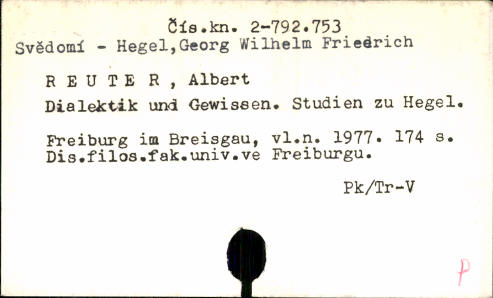 Čís.kn. 2-792.753
Svědomí - Hegel,Georg Wilhelm Friedrich
R E U T E R , Albert
Dialektik und Gewissen. Studien zu Hegel.
Freiburg im Breisgau, vl.n. 1977. 174 s.
Dis.filos.fak.univ.ve Freiburgu.
Pk/Tr-V
p